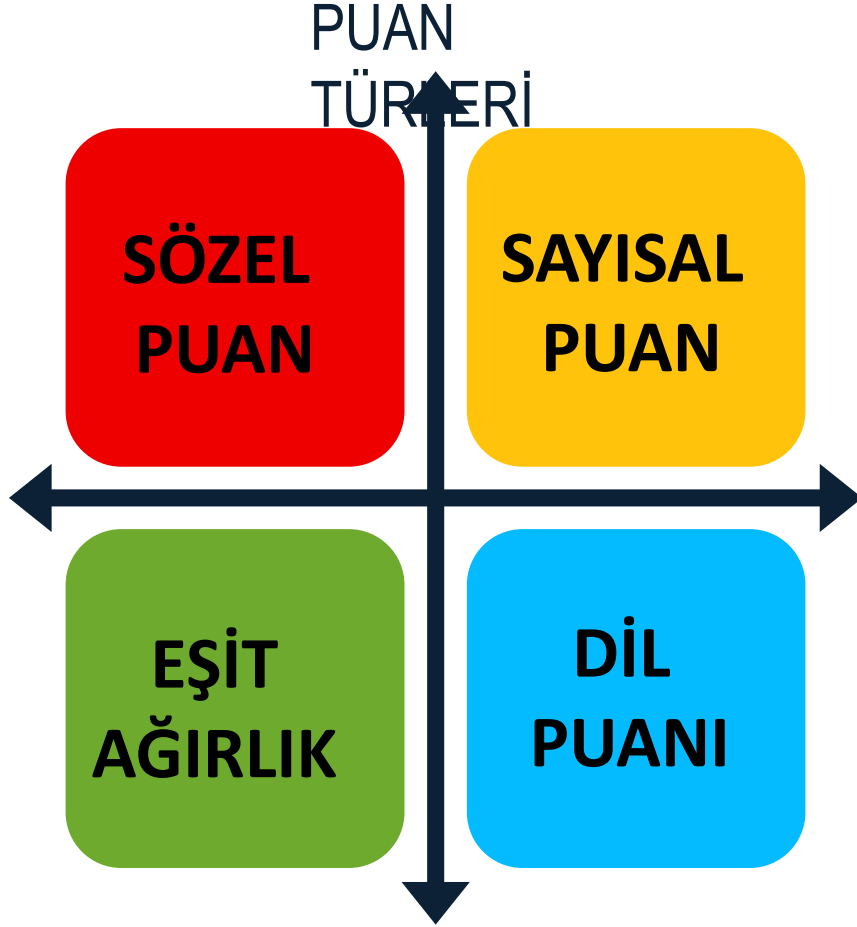 PUAN
TÜRLERİ
SÖZEL
PUAN
SAYISAL
PUAN
EŞİT
AĞIRLIK
DİL
PUANI